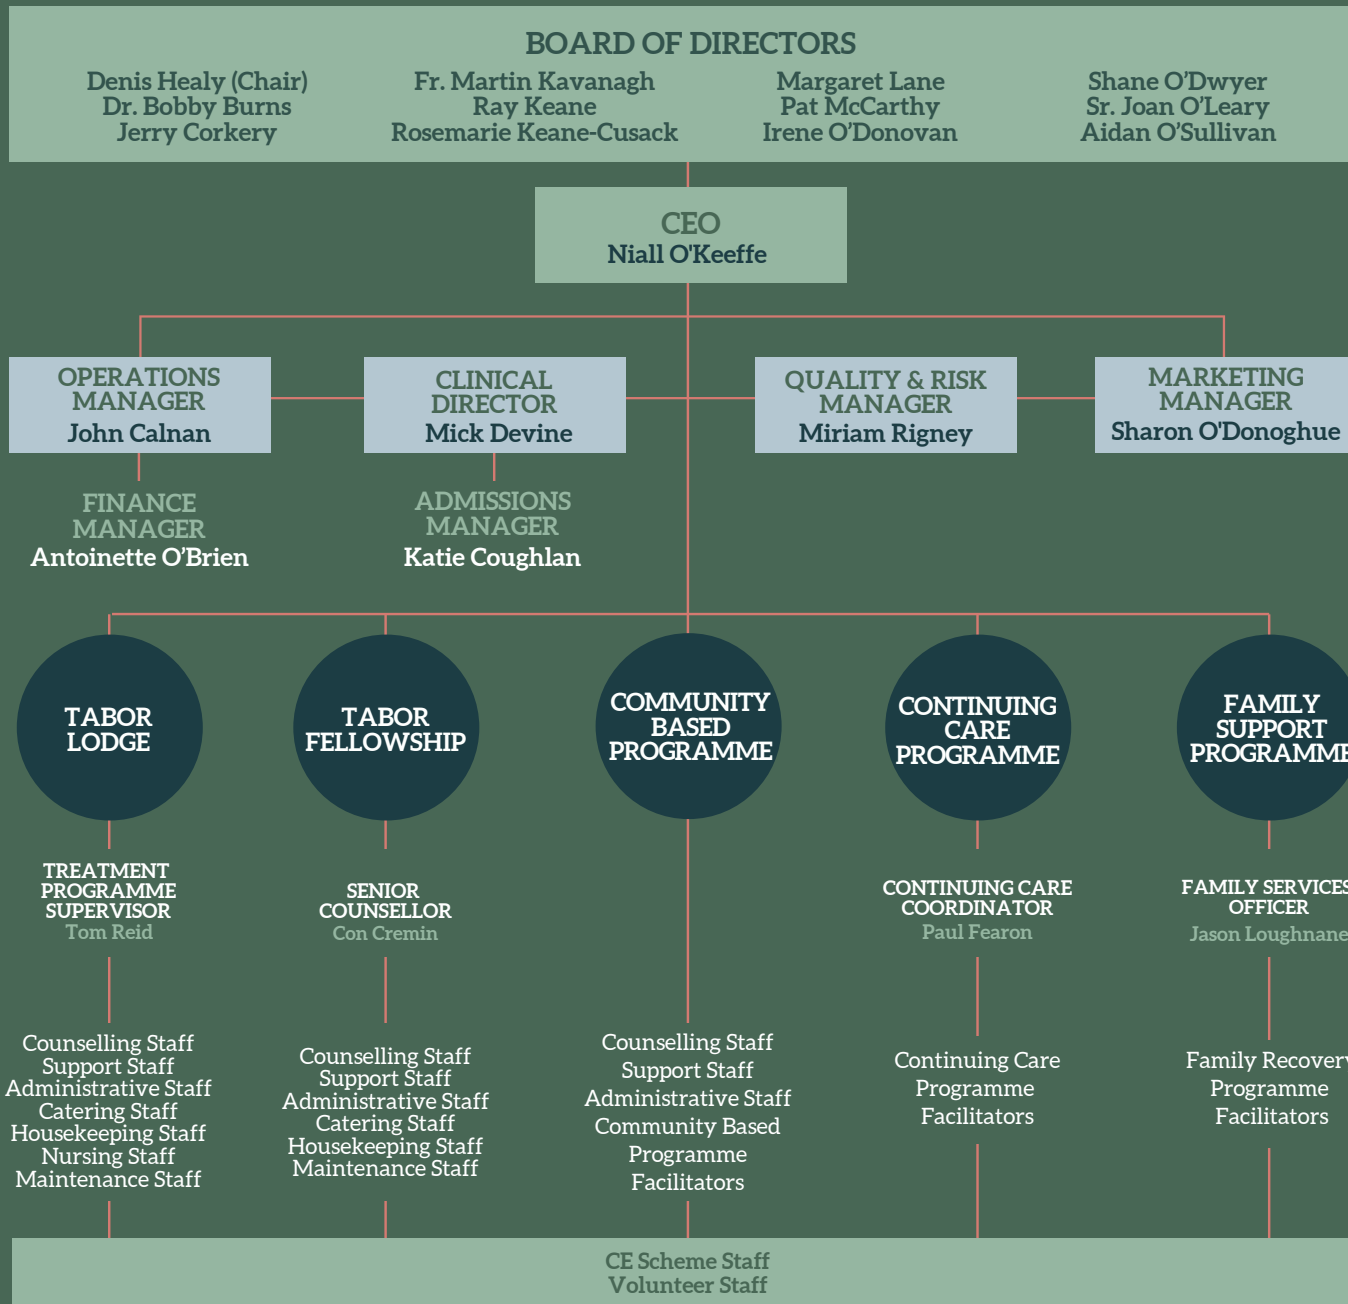 BOARD OF DIRECTORS
Denis Healy (Chair)
Dr. Bobby Burns
Jerry Corkery
Fr. Martin Kavanagh
Ray Keane
Rosemarie Keane-Cusack
Margaret Lane
Pat McCarthy
Irene O’Donovan
Shane O’Dwyer
Sr. Joan O’Leary
Aidan O’Sullivan
CEO
Niall O'Keeffe
OPERATIONS
MANAGER
John Calnan
CLINICAL
DIRECTOR
Mick Devine
QUALITY & RISK
MANAGER
Miriam Rigney
MARKETING
MANAGER
Sharon O'Donoghue
FINANCE
MANAGER
Antoinette O’Brien
ADMISSIONS
MANAGER
Katie Coughlan
TABOR
LODGE
TABOR
FELLOWSHIP
COMMUNITY
BASED
PROGRAMME
CONTINUING
CARE
PROGRAMME
FAMILY
SUPPORT
PROGRAMME
TREATMENT
PROGRAMME
SUPERVISOR
Tom Reid
SENIOR
COUNSELLOR
Con Cremin
CONTINUING CARE
COORDINATOR
Paul Fearon
FAMILY SERVICES
OFFICER
Jason Loughnane
Counselling Staff
Support Staff
Administrative Staff
Catering Staff
Housekeeping Staff
Nursing Staff
Maintenance Staff
Counselling Staff
Support Staff
Administrative Staff
Catering Staff
Housekeeping Staff
Maintenance Staff
Counselling Staff
Support Staff
Administrative Staff
Community Based
Programme
Facilitators
Continuing Care
Programme
Facilitators
Family Recovery
Programme
Facilitators
CE Scheme Staff
Volunteer Staff